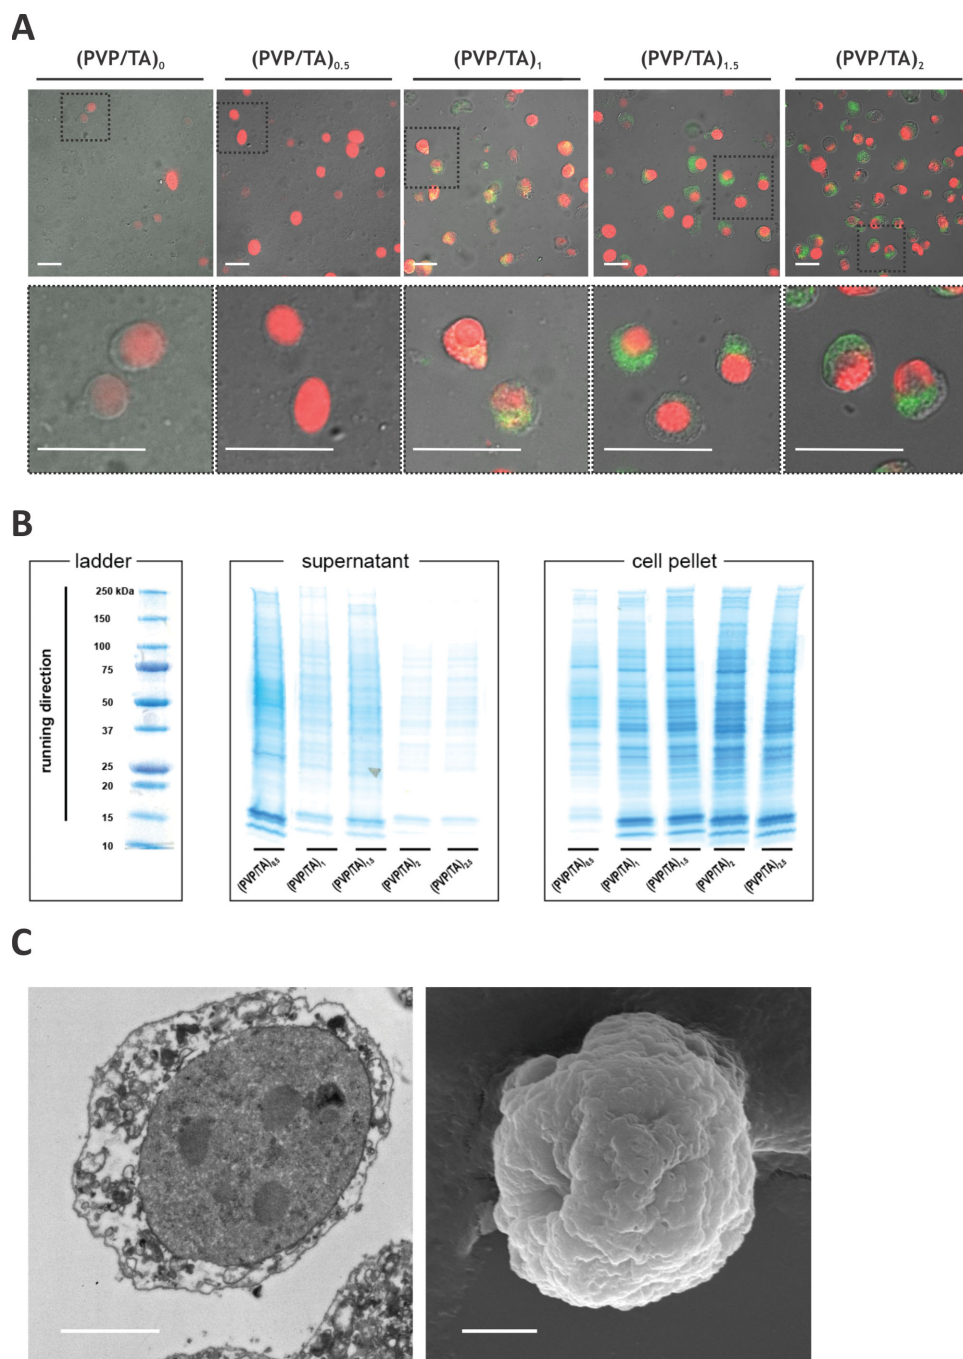 A
(PVP/TA)0 (PVP/TA)0.5 (PVP/TA)1 (PVP/TA)1.5 (PVP/TA)2
B
ladder
running direction
250 kDa
150
100
75
50
37
25
20
15
10
supernatant
(PVP/TA)0.5 (PVP/TA)1 (PVP/TA)1.5 (PVP/TA)2 (PVP/TA)2.5
cell pellet
(PVP/TA)0.5 (PVP/TA)1 (PVP/TA)1.5 (PVP/TA)2 (PVP/TA)2.5
C